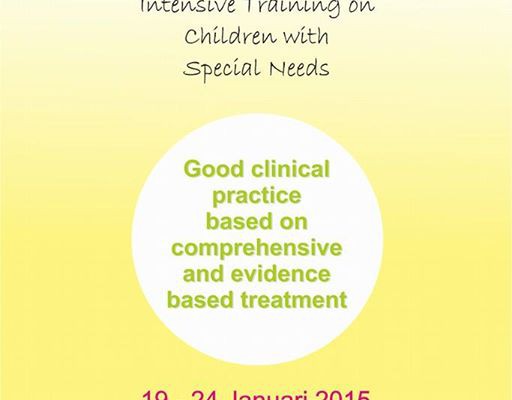 Intensive Training on
Children with
Special Needs
Good clinical
practice
based on
comprehensive
and evidence
based treatment
19 - 24 Januari 2015